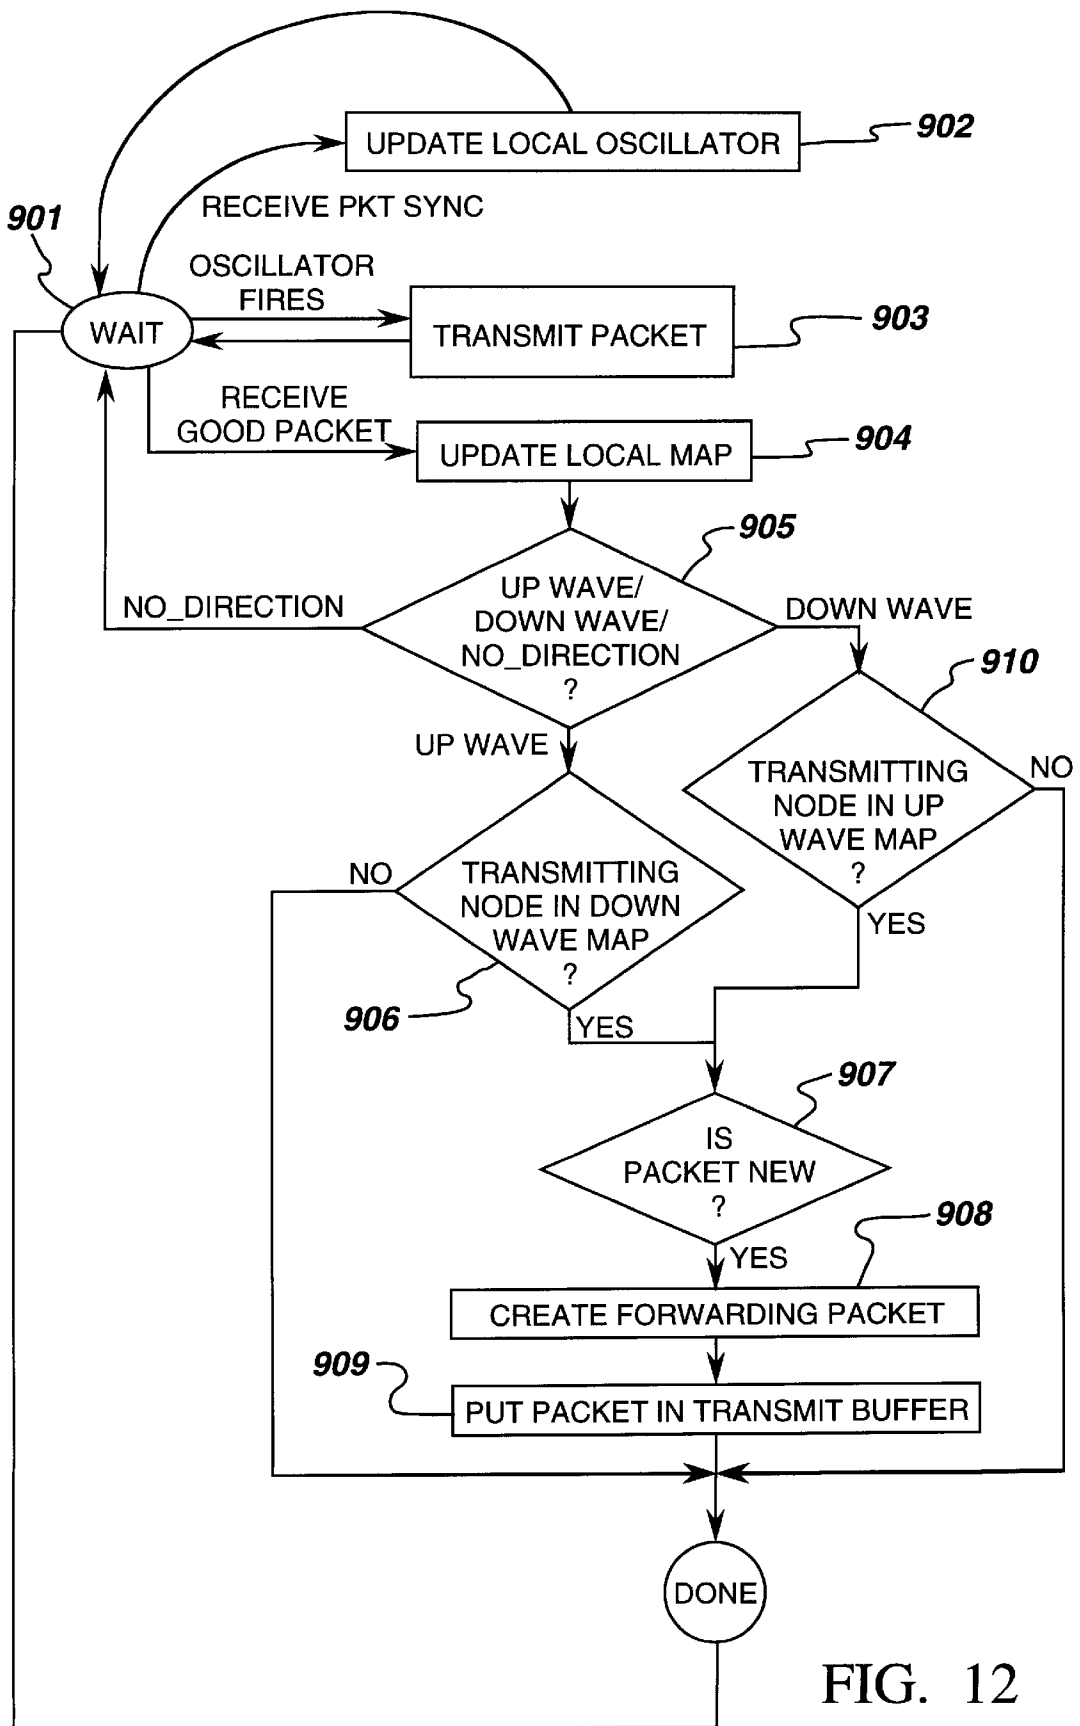 UPDATE LOCAL OSCILLATOR
902
RECEIVE PKT SYNC
901
OSCILLATOR
FIRES
WAIT
TRANSMIT PACKET
903
RECEIVE
GOOD PACKET
UPDATE LOCAL MAP
904
905
NO_DIRECTION
UP WAVE/
DOWN WAVE/
NO_DIRECTION
?
DOWN WAVE
910
UP WAVE
TRANSMITTING
NODE IN UP
WAVE MAP
?
NO
YES
NO
TRANSMITTING
NODE IN DOWN
WAVE MAP
?
906
YES
907
IS
PACKET NEW
?
908
YES
CREATE FORWARDING PACKET
909
PUT PACKET IN TRANSMIT BUFFER
DONE
FIG. 12